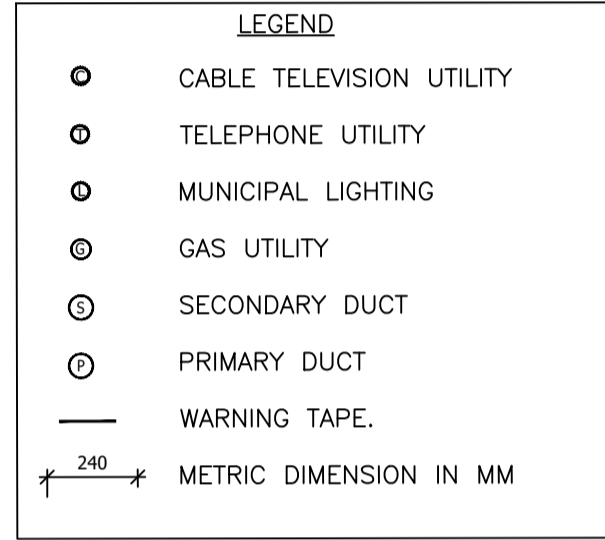 LEGEND
C CABLE TELEVISION UTILITY
T TELEPHONE UTILITY
L MUNICIPAL LIGHTING
G GAS UTILITY
S SECONDARY DUCT
P PRIMARY DUCT
WARNING TAPE.
240 METRIC DIMENSION IN MM